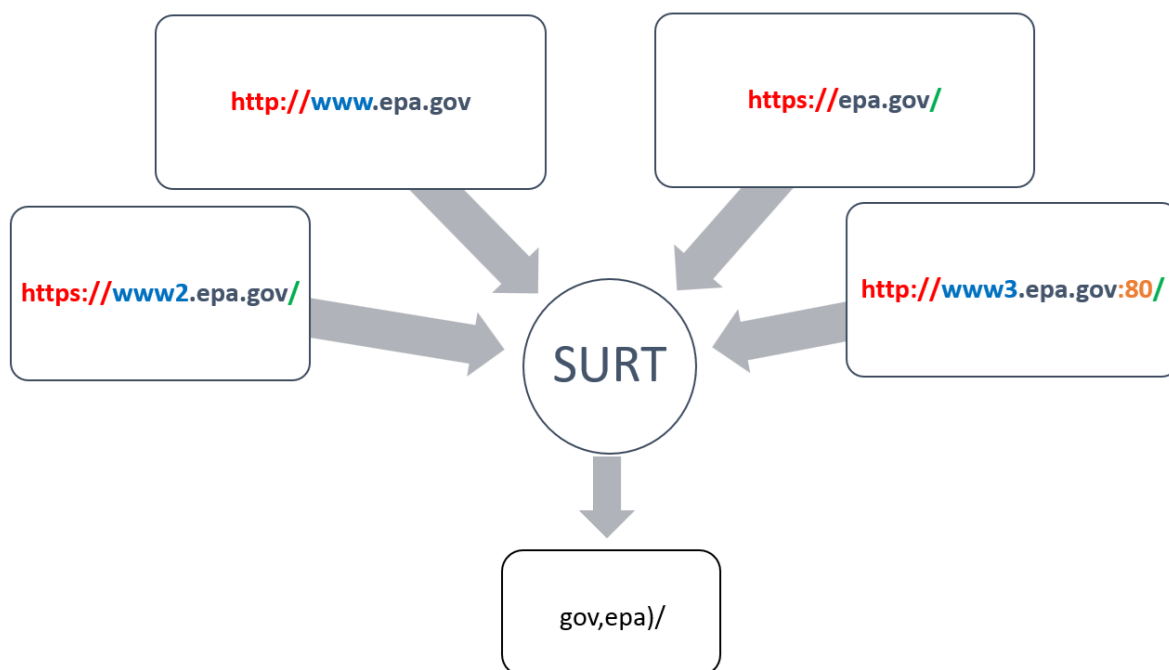 http://www.epa.gov
https://epa.gov/
https://www2.epa.gov/
http://www3.epa.gov:80/
SURT
gov,epa)/